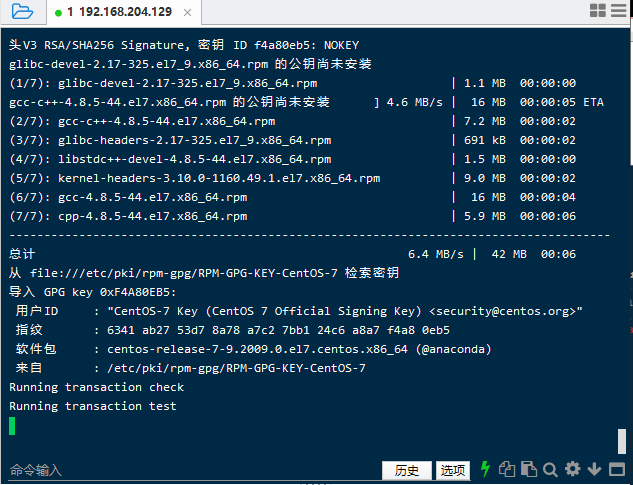 1 192.168.204.129 ×
头V3 RSA/SHA256 Signature, 密钥 ID f4a80eb5: NOKEY
glibc-devel-2.17-325.el7_9.x86_64.rpm 的公钥尚未安装
(1/7): glibc-devel-2.17-325.el7_9.x86_64.rpm | 1.1 MB 00:00:00
gcc-c++-4.8.5-44.el7.x86_64.rpm 的公钥尚未安装 ] 4.6 MB/s | 16 MB 00:00:05 ETA
(2/7): gcc-c++-4.8.5-44.el7.x86_64.rpm | 7.2 MB 00:00:02
(3/7): glibc-headers-2.17-325.el7_9.x86_64.rpm | 691 kB 00:00:02
(4/7): libstdc++-devel-4.8.5-44.el7.x86_64.rpm | 1.5 MB 00:00:00
(5/7): kernel-headers-3.10.0-1160.49.1.el7.x86_64.rpm | 9.0 MB 00:00:02
(6/7): gcc-4.8.5-44.el7.x86_64.rpm | 16 MB 00:00:04
(7/7): cpp-4.8.5-44.el7.x86_64.rpm | 5.9 MB 00:00:06
--------------------------------------------------------------------------------
总计 6.4 MB/s | 42 MB 00:06
从 file:///etc/pki/rpm-gpg/RPM-GPG-KEY-CentOS-7 检索密钥
导入 GPG key 0xF4A80EB5:
用户ID : "CentOS-7 Key (CentOS 7 Official Signing Key) <security@centos.org>"
指纹 : 6341 ab27 53d7 8a78 a7c2 7bb1 24c6 a8a7 f4a8 0eb5
软件包 : centos-release-7-9.2009.0.el7.centos.x86_64 (@anaconda)
来自 : /etc/pki/rpm-gpg/RPM-GPG-KEY-CentOS-7
Running transaction check
Running transaction test
命令输入 历史 选项